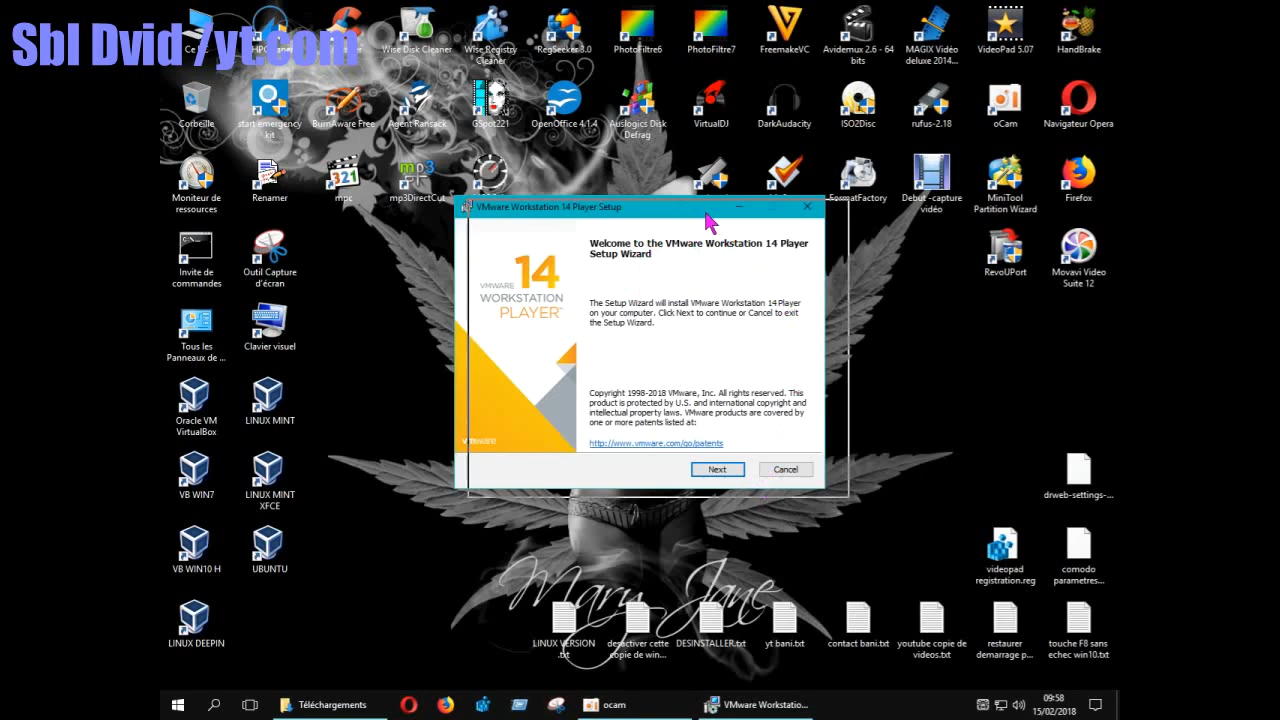 Sbl Dvid 7yt.com
Wise Disk Cleaner
Wise Registry
Cleaner
RegSeeker 3.0
PhotoFiltre6
PhotoFiltre7
FreemakeVC
Avidemux 2.6 - 64
bits
MAGIX Vidéo
deluxe 2014...
VideoPad 5.07
HandBrake
Corbeille
start emergency
kit
BurnAware Free
Agent Ransack
GSpot221
OpenOffice 4.1.4
Auslogics Disk
Defrag
VirtualDJ
DarkAudacity
ISO2Disc
rufus-2.18
oCam
Navigateur Opera
Moniteur de
ressources
Renamer
321
mpc
mp3
mp3DirectCut
FormatFactory
Debut -capture
vidéo
MiniTool
Partition Wizard
Firefox
VMware Workstation 14 Player Setup
Welcome to the VMware Workstation 14 Player
Setup Wizard
14
VMWARE
WORKSTATION
PLAYER™
The Setup Wizard will install VMware Workstation 14 Player
on your computer. Click Next to continue or Cancel to exit
the Setup Wizard.
Copyright 1998-2018 VMware, Inc. All rights reserved. This
product is protected by U.S. and international copyright and
intellectual property laws. VMware products are covered by
one or more patents listed at:
http://www.vmware.com/go/patents
vmware
Next
Cancel
Invite de
commandes
Outil Capture
d'écran
RevoUPort
Movavi Video
Suite 12
Tous les
Panneaux de ...
Clavier visuel
Oracle VM
VirtualBox
LINUX MINT
VB WIN7
LINUX MINT
XFCE
drweb-settings-...
VB WIN10 H
UBUNTU
videopad
registration.reg
comodo
parametres...
Mary Jane
LINUX DEEPIN
LINUX VERSION
.txt
desactiver cette
copie de win...
DESINSTALLER.txt
yt bani.txt
contact bani.txt
youtube copie de
videos.txt
restaurer
demarrage p...
touche F8 sans
echec win10.txt
Téléchargements
ocam
VMware Workstatio...
09:58
15/02/2018